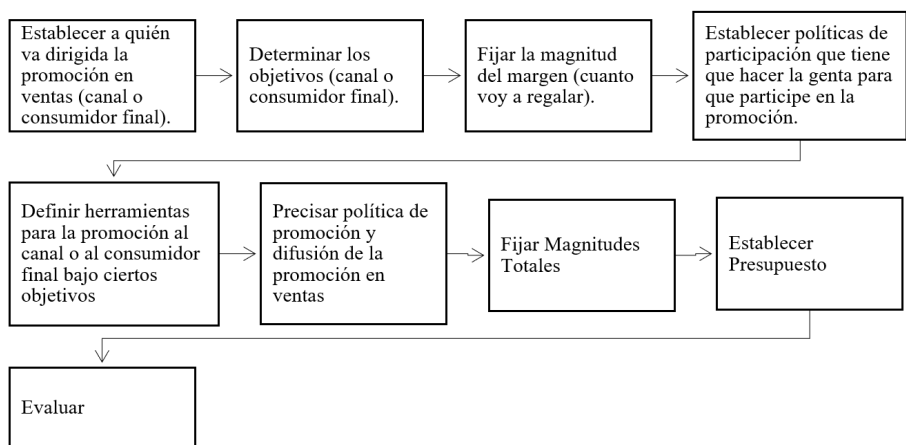 Establecer a quién
va dirigida la
promoción en
ventas (canal o
consumidor final).
Determinar los
objetivos (canal o
consumidor final).
Fijar la magnitud
del margen (cuanto
voy a regalar).
Establecer políticas de
participación que tiene
que hacer la genta para
que participe en la
promoción.
Definir herramientas
para la promoción al
canal o al consumidor
final bajo ciertos
objetivos
Precisar política de
promoción y
difusión de la
promoción en
ventas
Fijar Magnitudes
Totales
Establecer
Presupuesto
Evaluar